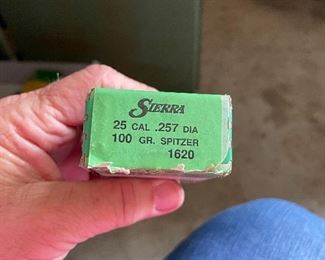 SIERRA
25 CAL .257 DIA
100 GR. SPITZER
1620